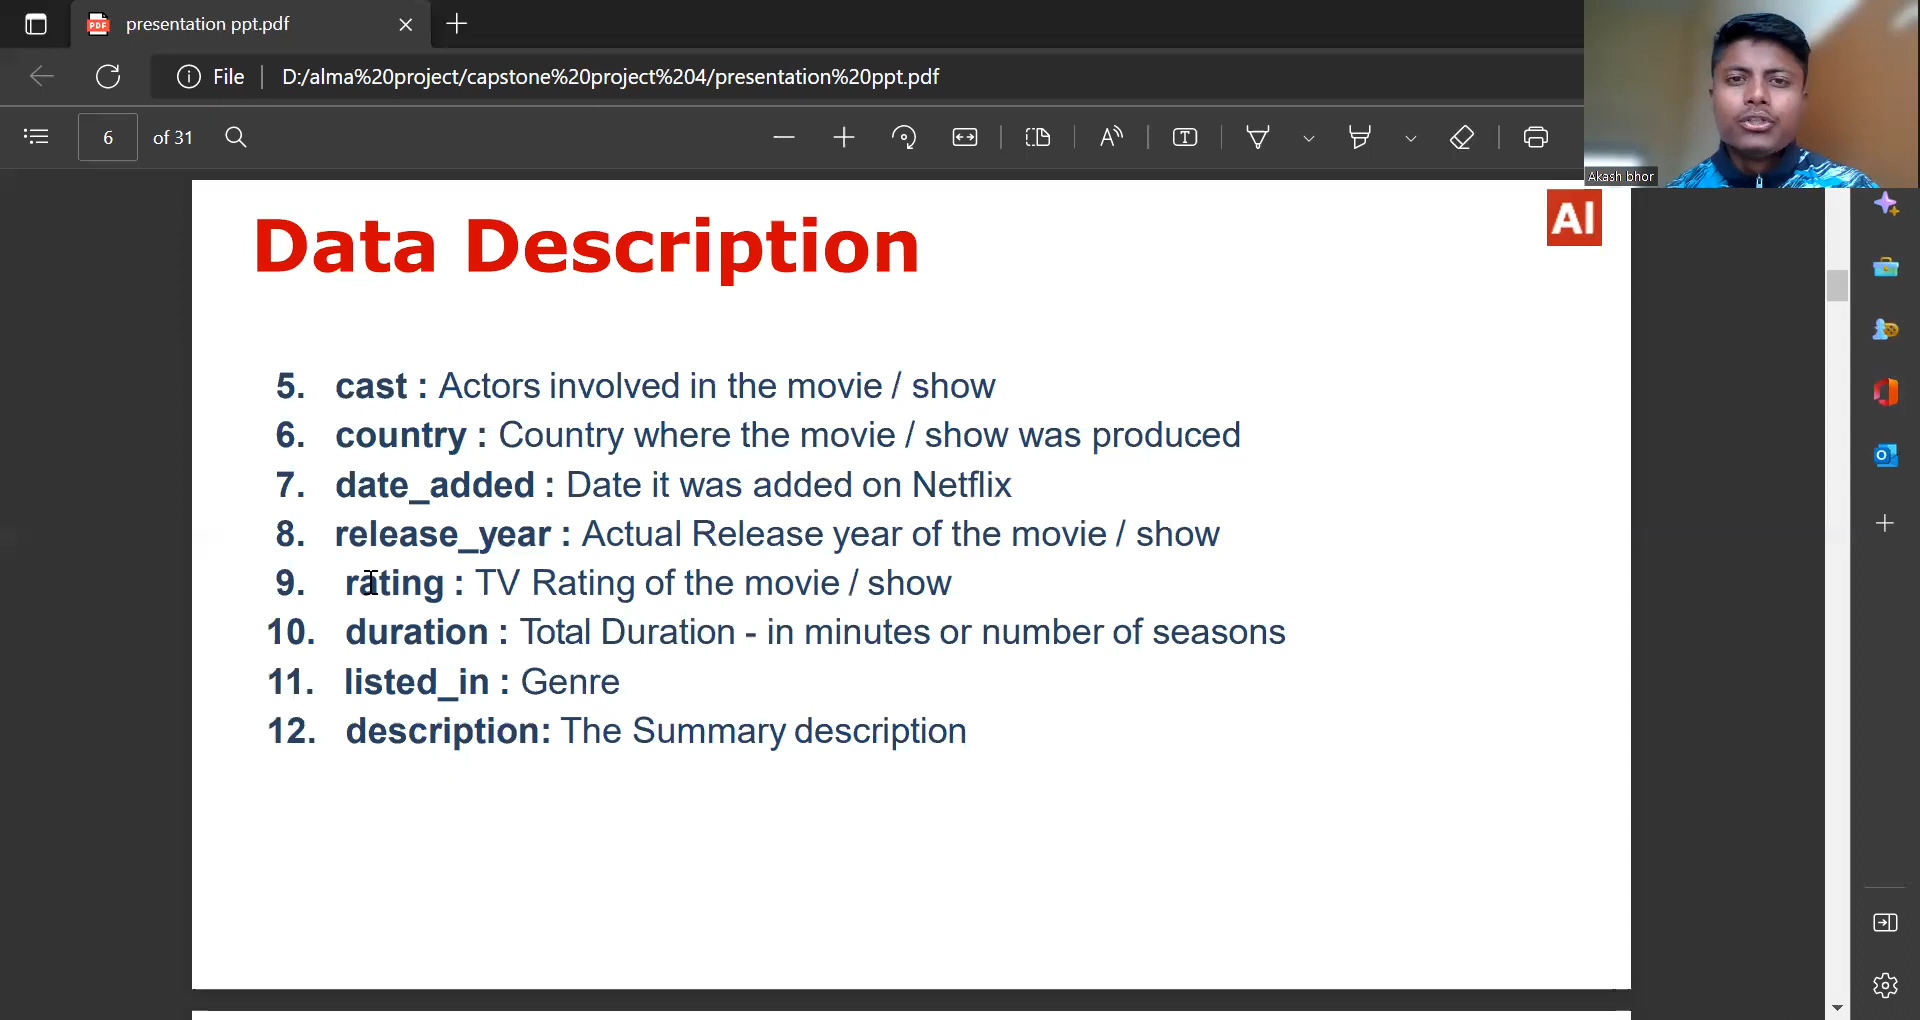 presentation ppt.pdf
File
D:/alma%20project/capstone%20project%204/presentation%20ppt.pdf
6 of 31
Akash bhor
AI
Data Description
5. cast : Actors involved in the movie / show
6. country : Country where the movie / show was produced
7. date_added : Date it was added on Netflix
8. release_year : Actual Release year of the movie / show
9. rating : TV Rating of the movie / show
10. duration : Total Duration - in minutes or number of seasons
11. listed_in : Genre
12. description: The Summary description